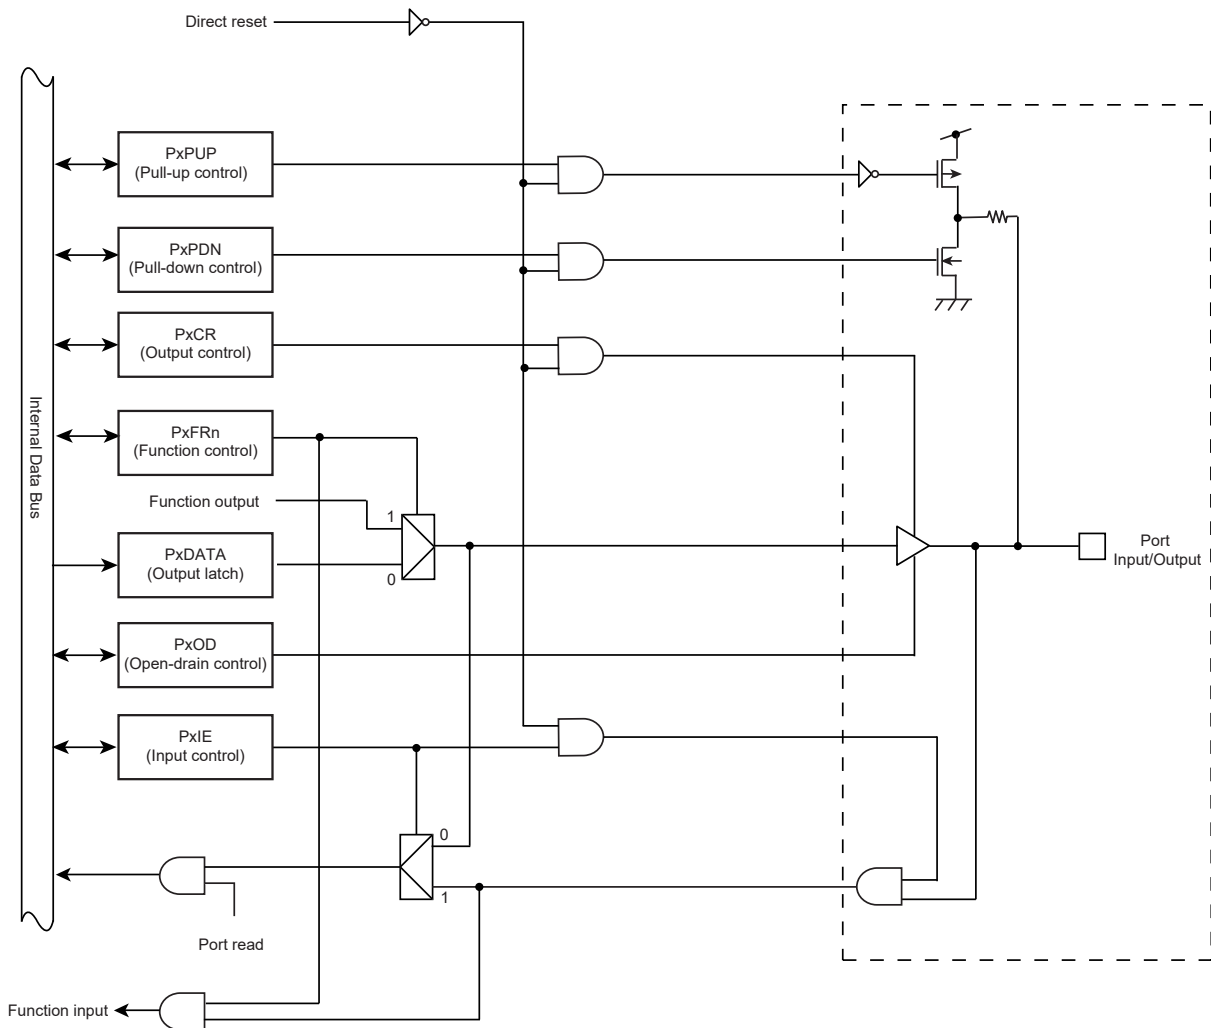 Direct reset
PxPUP
(Pull-up control)
PxPDN
(Pull-down control)
PxCR
(Output control)
Internal Data Bus
PxFRn
(Function control)
Function output
1
PxDATA
(Output latch)
0
Port
Input/Output
PxOD
(Open-drain control)
PxIE
(Input control)
0
1
Port read
Function input